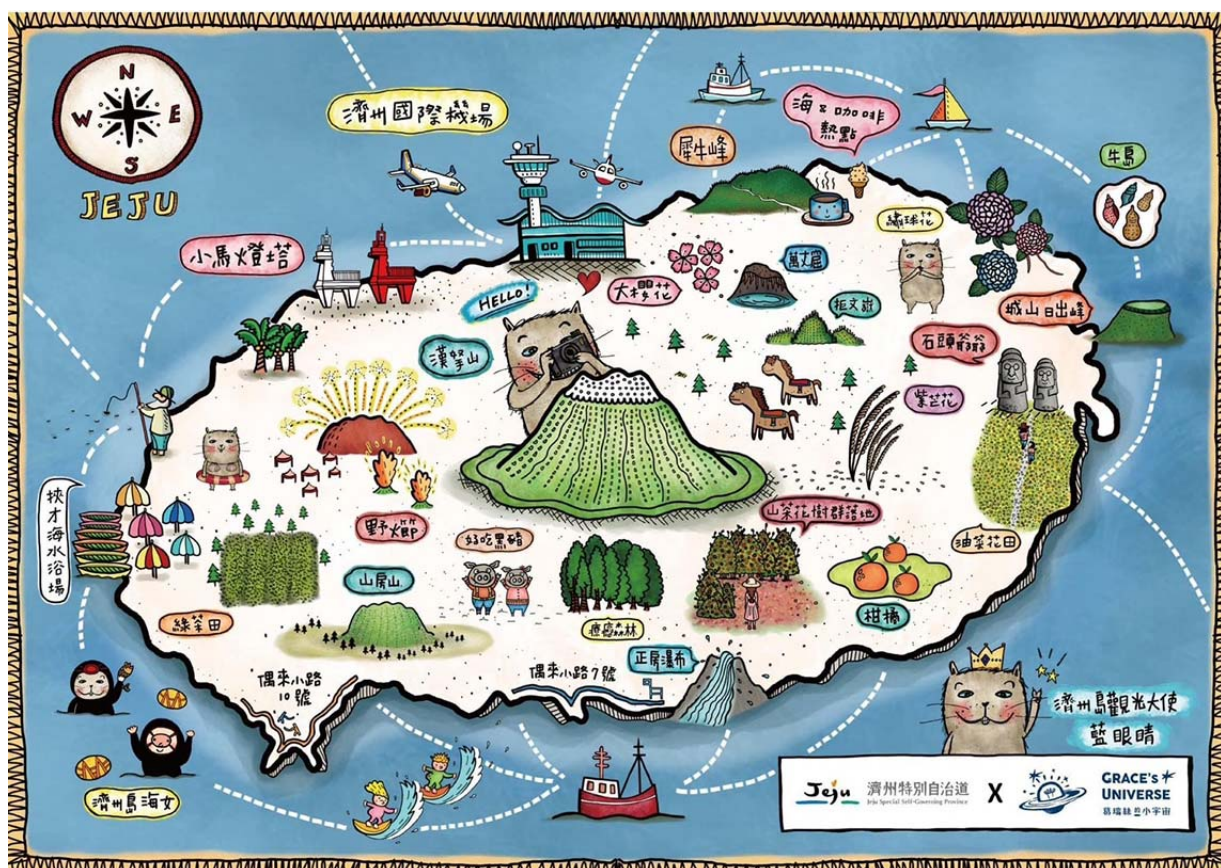 N
W
E
S
JEJU
濟州國際機場
海&咖啡
熱點
犀牛峰
牛島
小馬燈塔
繡球花
HELLO!
大櫻花
萬丈窟
拒文岳
城山日出峰
漢拏山
石頭爺爺
紫芒花
挾才海水浴場
野火節
好吃黑豬
山茶花樹群落地
油菜花田
山房山
柑橘
綠茶田
療癒森林
正房瀑布
偶來小路
10號
偶來小路7號
濟州島觀光大使
藍眼睛
濟州島海女
Jeju
濟州特別自治道
Jeju Special Self-Governing Province
X
GRACE's
UNIVERSE
葛瑞絲的小宇宙